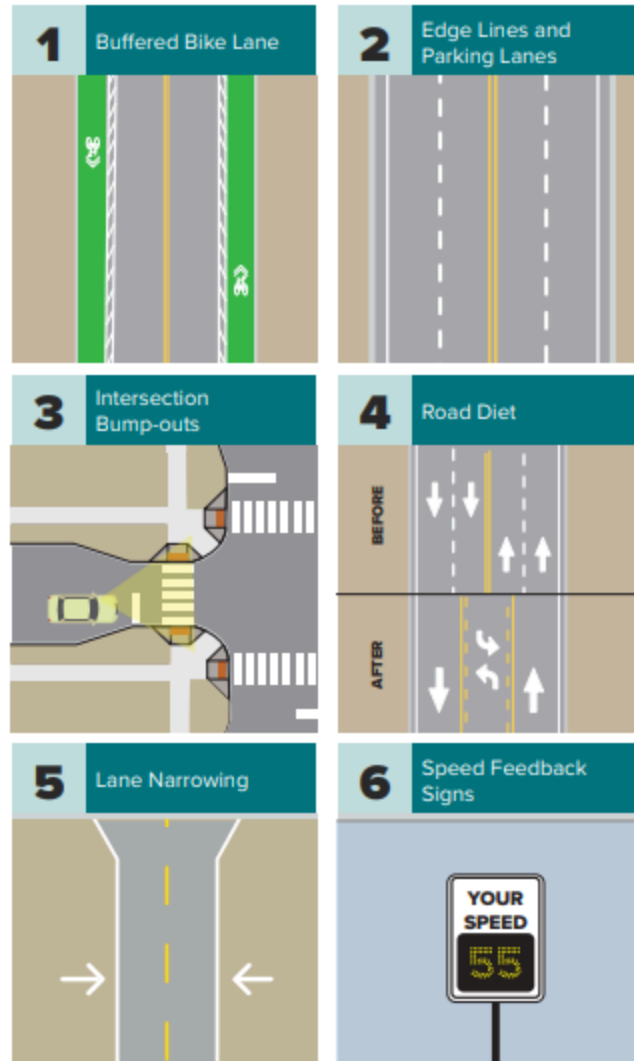 1
Buffered Bike Lane
2
Edge Lines and
Parking Lanes
3
Intersection
Bump-outs
4
Road Diet
BEFORE
AFTER
5
Lane Narrowing
6
Speed Feedback
Signs
YOUR
SPEED
55